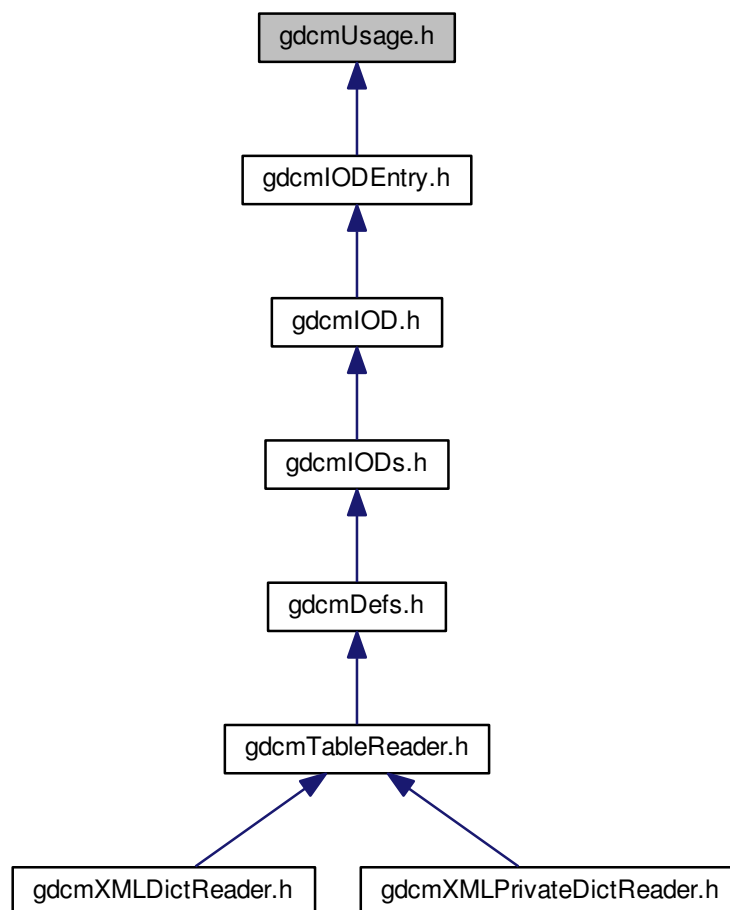 gdcmUsage.h
gdcmIODEntry.h
gdcmIOD.h
gdcmIODs.h
gdcmDefs.h
gdcmTableReader.h
gdcmXMLDictReader.h
gdcmXMLPrivateDictReader.h